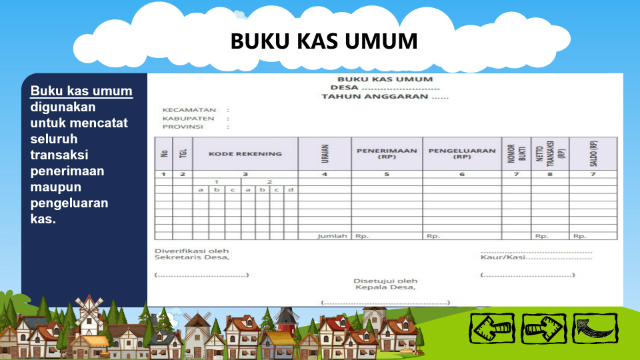 BUKU KAS UMUM
Buku kas umum
digunakan
untuk mencatat
seluruh
transaksi
penerimaan
maupun
pengeluaran
kas.
BUKU KAS UMUM
DESA ............................
TAHUN ANGGARAN ......
KECAMATAN :
KABUPATEN :
PROVINSI :
No TGL KODE REKENING URAIAN PENERIMAAN (RP) PENGELUARAN (RP) NOMOR BUKTI NETTO TRANSAKSI (RP) SALDO (RP)
1 2 3 4 5 6 7 8 7
1 2
a b c a b c d
Jumlah Rp. Rp. Rp. Rp.
Diverifikasi oleh
Sekretaris Desa,
(................................)
........................................
Kaur/Kasi........................
(................................)
Disetujui oleh
Kepala Desa,
(............................................)